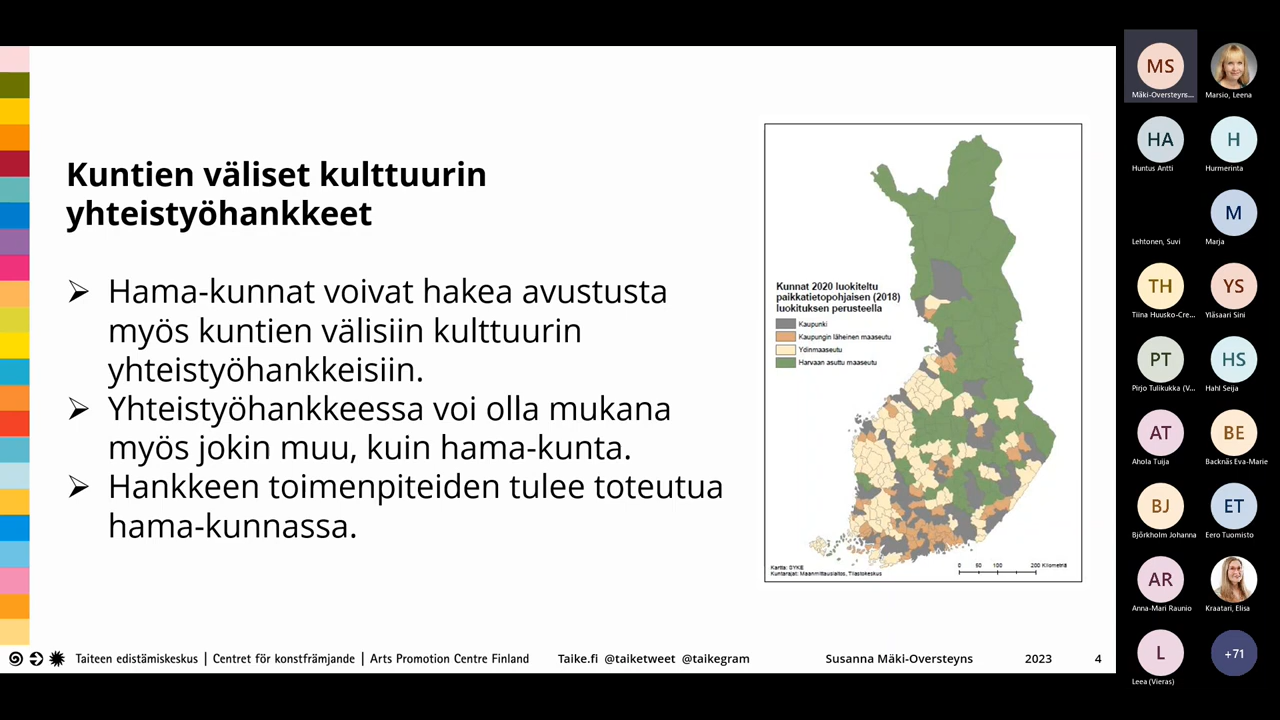 Kuntien väliset kulttuurin
yhteistyöhankkeet
Hama-kunnat voivat hakea avustusta
myös kuntien välisiin kulttuurin
yhteistyöhankkeisiin.
Yhteistyöhankkeessa voi olla mukana
myös jokin muu, kuin hama-kunta.
Hankkeen toimenpiteiden tulee toteutua
hama-kunnassa.
Kunnat 2020 luokiteltu
paikkatietopohjaisen (2018)
luokituksen perusteella
Kaupunki
Kaupungin läheinen maaseutu
Ydinmaaseutu
Harvaan asuttu maaseutu
Kartta: SYKE
Kuntarajat: Maanmittauslaitos, Tilastokeskus
0 50 100 200 Kilometriä
Taiteen edistämiskeskus | Centret för konstfrämjande | Arts Promotion Centre Finland
Taike.fi @taiketweet @taikegram
Susanna Mäki-Oversteyns
2023
4
MS
Mäki-Oversteyns...
Marsio, Leena
HA
Huntus Antti
H
Hurmerinta
Lehtonen, Suvi
M
Marja
TH
Tiina Huusko-Cre...
YS
Yläsaari Sini
PT
Pirjo Tulikukka (V...
HS
Hahl Seija
AT
Ahola Tuija
BE
Backnäs Eva-Marie
BJ
Björkholm Johanna
ET
Eero Tuomisto
AR
Anna-Mari Raunio
Kraatari, Elisa
L
Leea (Vieras)
+71